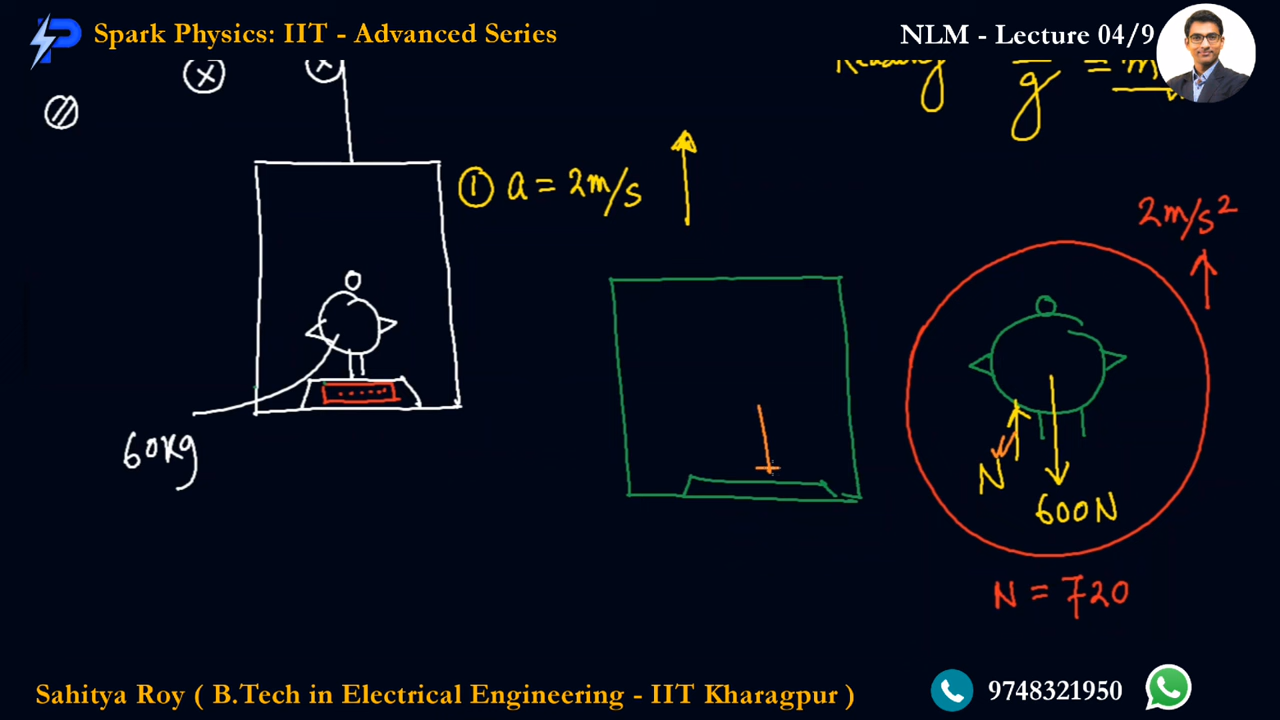 Spark Physics: IIT - Advanced Series
NLM - Lecture 04/9
g
=
① a = 2m/s
2m/s²
60kg
N
600N
N = 720
Sahitya Roy ( B.Tech in Electrical Engineering - IIT Kharagpur )
9748321950